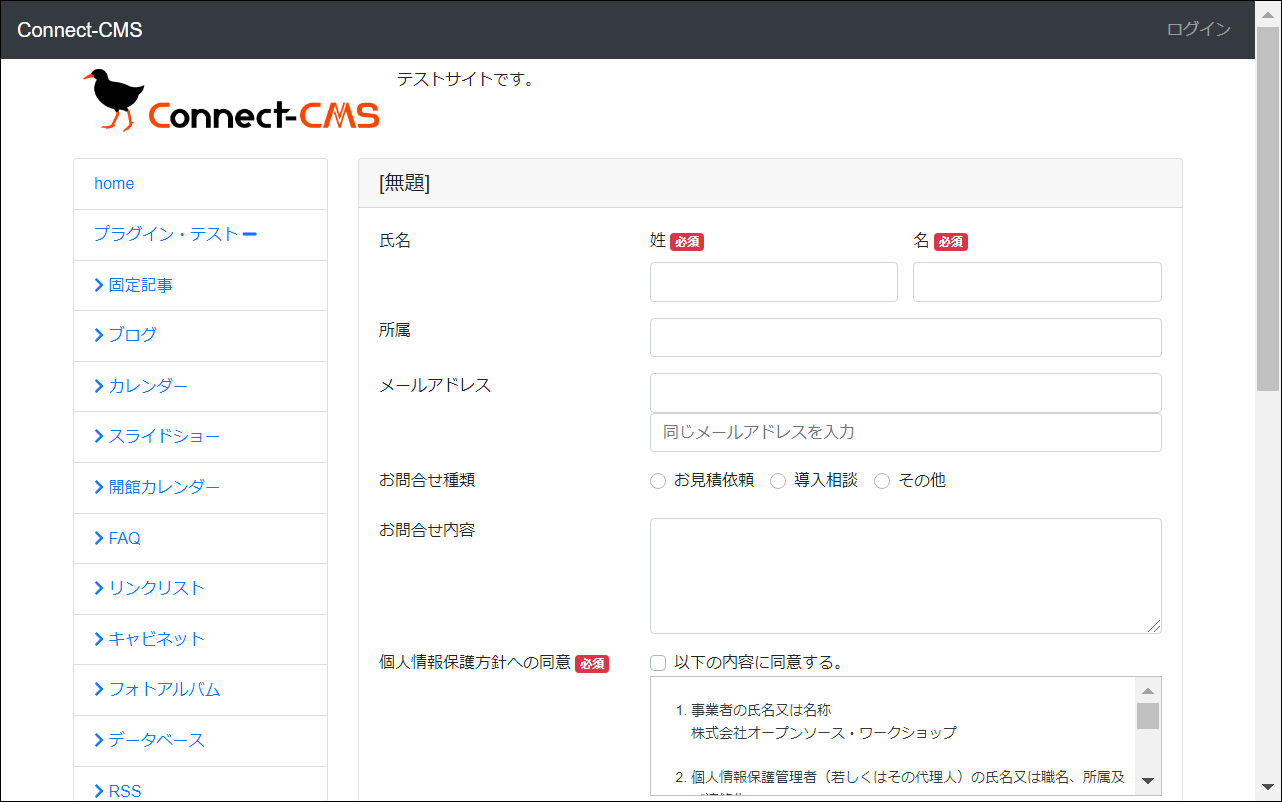 Connect-CMS
ログイン
Connect-CMS
テストサイトです。
home
プラグイン・テスト
固定記事
ブログ
カレンダー
スライドショー
開館カレンダー
FAQ
リンクリスト
キャビネット
フォトアルバム
データベース
RSS
[無題]
氏名
姓 必須
名 必須
所属
メールアドレス
同じメールアドレスを入力
お問合せ種類
お見積依頼 導入相談 その他
お問合せ内容
個人情報保護方針への同意 必須
以下の内容に同意する。
1. 事業者の氏名又は名称
株式会社オープンソース・ワークショップ
2. 個人情報保護管理者（若しくはその代理人）の氏名又は職名、所属及